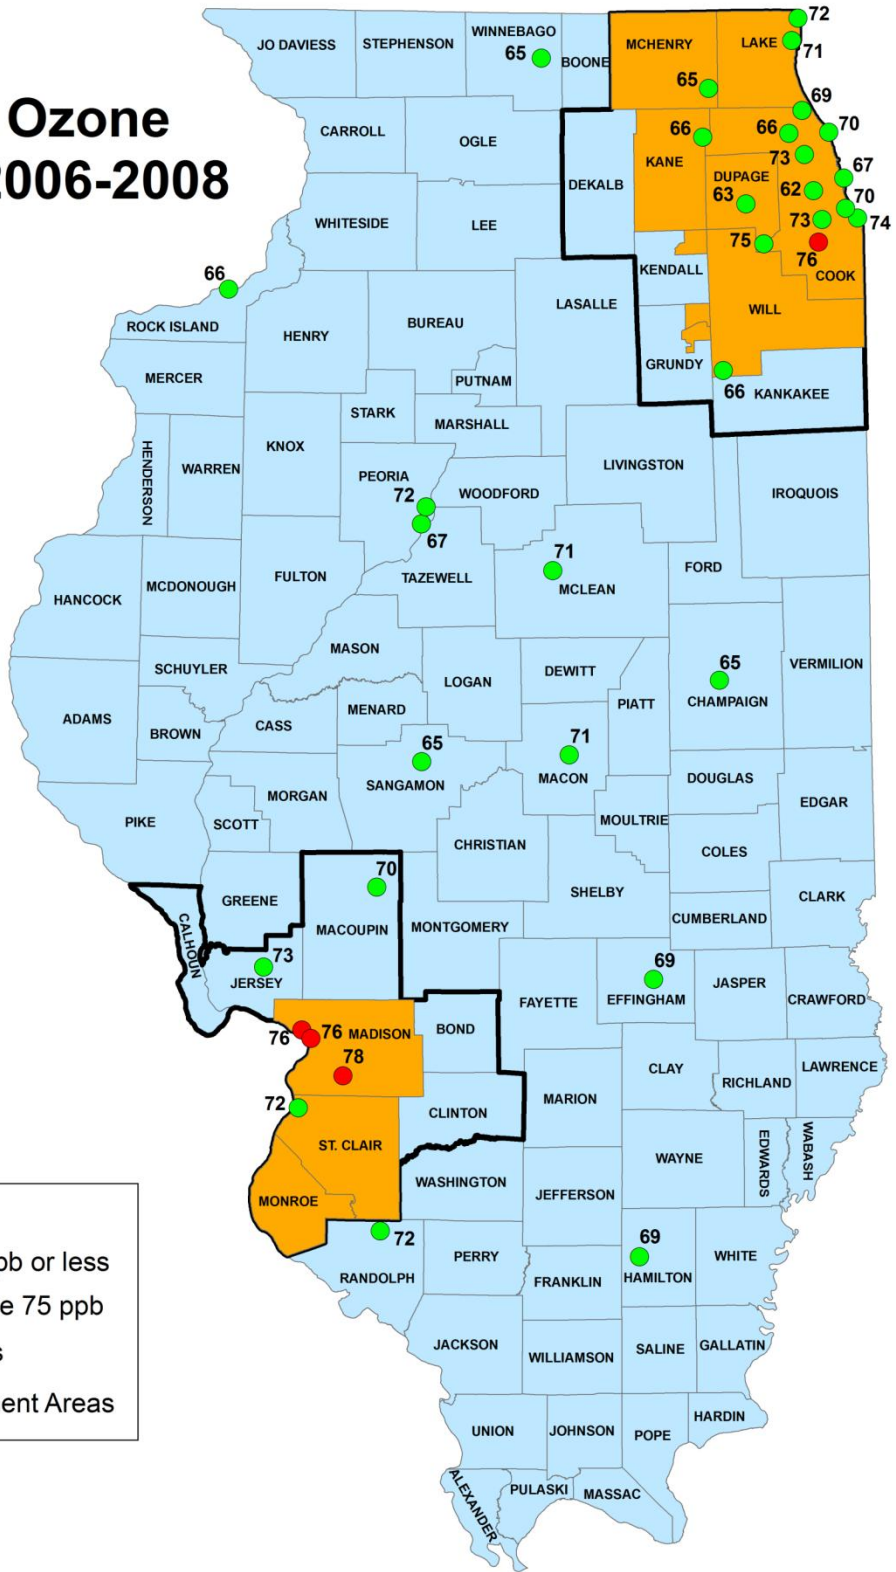 Ozone
2006-2008
JO DAVIESS
STEPHENSON
WINNEBAGO
65
BOONE
MCHENRY
65
LAKE
72
71
CARROLL
OGLE
DEKALB
KANE
66
DUPAGE
63
69
66
70
73
67
62
70
73
74
75
76
COOK
WHITESIDE
LEE
KENDALL
WILL
66
ROCK ISLAND
HENRY
BUREAU
LASALLE
GRUNDY
66
KANKAKEE
MERCER
PUTNAM
STARK
MARSHALL
HENDERSON
WARREN
KNOX
PEORIA
72
67
WOODFORD
LIVINGSTON
IROQUOIS
HANCOCK
MCDONOUGH
FULTON
TAZEWELL
71
MCLEAN
FORD
MASON
SCHUYLER
LOGAN
DEWITT
PIATT
65
CHAMPAIGN
VERMILION
ADAMS
BROWN
CASS
MENARD
65
SANGAMON
71
MACON
DOUGLAS
EDGAR
PIKE
SCOTT
MORGAN
CHRISTIAN
MOULTRIE
COLES
GREENE
70
MACOUPIN
MONTGOMERY
SHELBY
CUMBERLAND
CLARK
CALHOUN
73
JERSEY
FAYETTE
69
EFFINGHAM
JASPER
CRAWFORD
76
76
MADISON
78
BOND
CLAY
RICHLAND
LAWRENCE
72
CLINTON
MARION
ST. CLAIR
WAYNE
EDWARDS
WABASH
MONROE
WASHINGTON
JEFFERSON
72
RANDOLPH
PERRY
69
HAMILTON
WHITE
FRANKLIN
JACKSON
WILLIAMSON
SALINE
GALLATIN
UNION
JOHNSON
POPE
HARDIN
ALEXANDER
PULASKI
MASSAC
or less
75 ppb
Areas